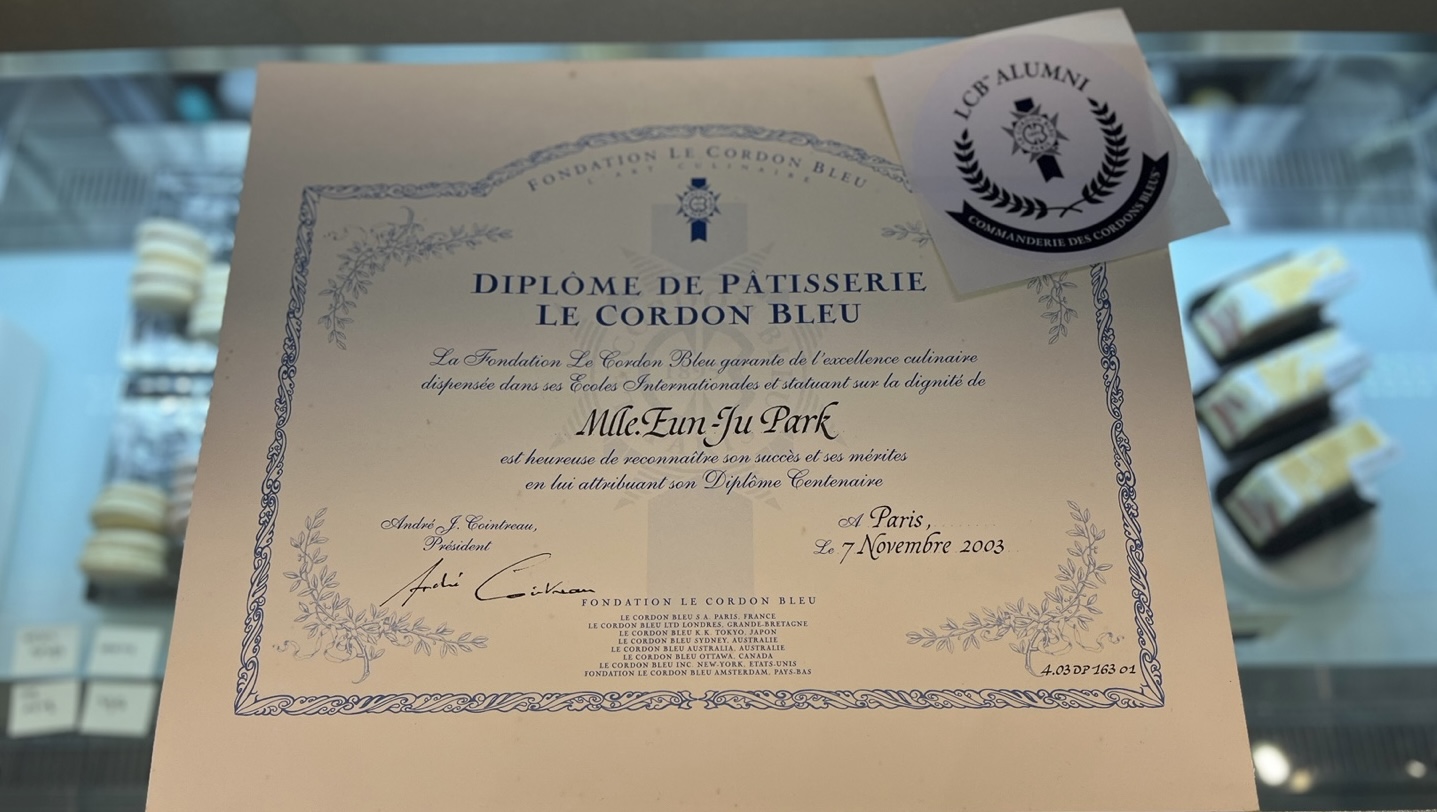 FONDATION LE CORDON BLEU
L'ART CULINAIRE
LCB™ ALUMNI
COMMANDERIE DES CORDONS BLEUS
DIPLÔME DE PÂTISSERIE
LE CORDON BLEU
La Fondation Le Cordon Bleu garante de l'excellence culinaire
dispensée dans ses Ecoles Internationales et statuant sur la dignité de
Mlle. Eun-Ju Park
est heureuse de reconnaître son succès et ses mérites
en lui attribuant son Diplôme Centenaire
André J. Cointreau,
Président
André Cointreau
A Paris,
Le 7 Novembre 2003
FONDATION LE CORDON BLEU
LE CORDON BLEU S.A. PARIS, FRANCE
LE CORDON BLEU LTD LONDRES, GRANDE-BRETAGNE
LE CORDON BLEU K.K. TOKYO, JAPON
LE CORDON BLEU SYDNEY, AUSTRALIE
LE CORDON BLEU AUSTRALIA, AUSTRALIE
LE CORDON BLEU OTTAWA, CANADA
LE CORDON BLEU INC. NEW-YORK, ETATS-UNIS
FONDATION LE CORDON BLEU AMSTERDAM, PAYS-BAS
4.03 DP 163 01